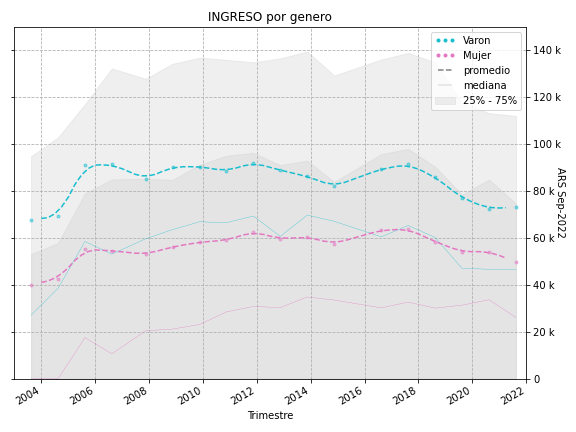 INGRESO por genero
Varon
Mujer
promedio
mediana
25% - 75%
140 k
120 k
100 k
80 k
60 k
40 k
20 k
0
ARS Sep-2022
2004
2006
2008
2010
2012
2014
2016
2018
2020
2022
Trimestre